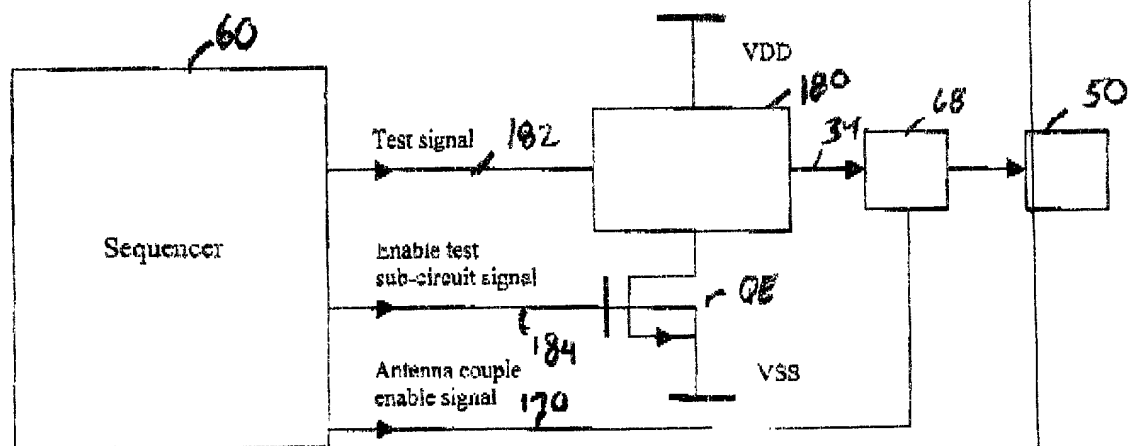 60
VDD
180
68
50
34
Test signal
182
Sequencer
Enable test
sub-circuit signal
QE
184
Antenna couple
enable signal
170
VSS